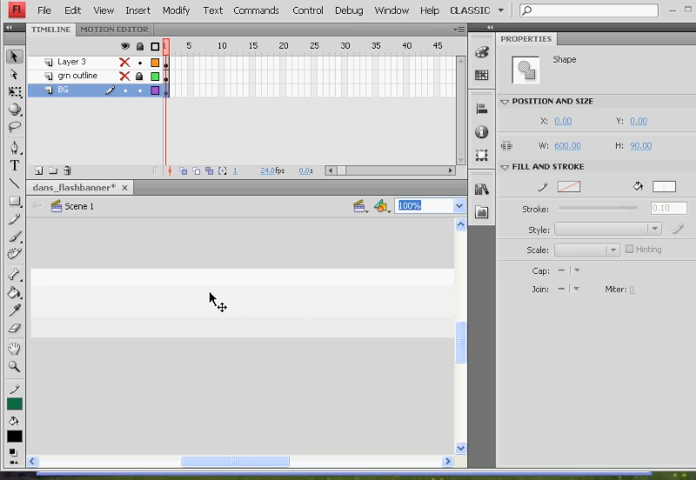 Fl File Edit View Insert Modify Text Commands Control Debug Window Help CLASSIC
TIMELINE MOTION EDITOR
1 5 10 15 20 25 30 35 40 45
Layer 3
grn outline
BG
1 24.0fps 0.0s
dans_flashbanner* ×
Scene 1 100%
PROPERTIES
Shape
POSITION AND SIZE
X: 0.00 Y: 0.00
W: 600.00 H: 90.00
FILL AND STROKE
Stroke: 0.10
Style:
Scale: Hinting
Cap: —
Join: — Miter: 0
T